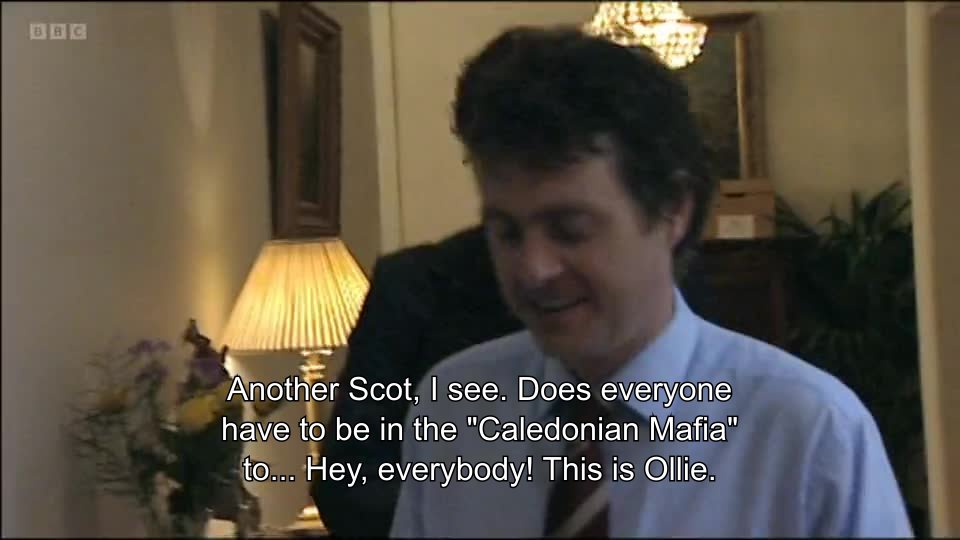 BBC
Another Scot, I see. Does everyone
have to be in the "Caledonian Mafia"
to... Hey, everybody! This is Ollie.